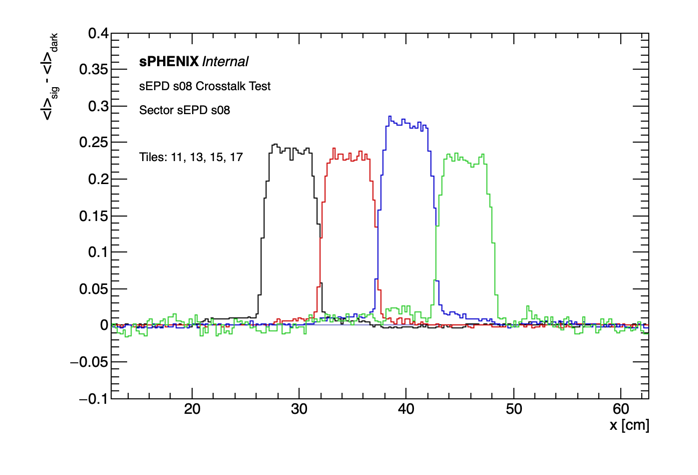 0.4
0.35
0.3
0.25
0.2
0.15
0.1
0.05
0
−0.05
−0.1
<I>sig - <I>dark
sPHENIX Internal
sEPD s08 Crosstalk Test
Sector sEPD s08
Tiles: 11, 13, 15, 17
20 30 40 50 60
x [cm]